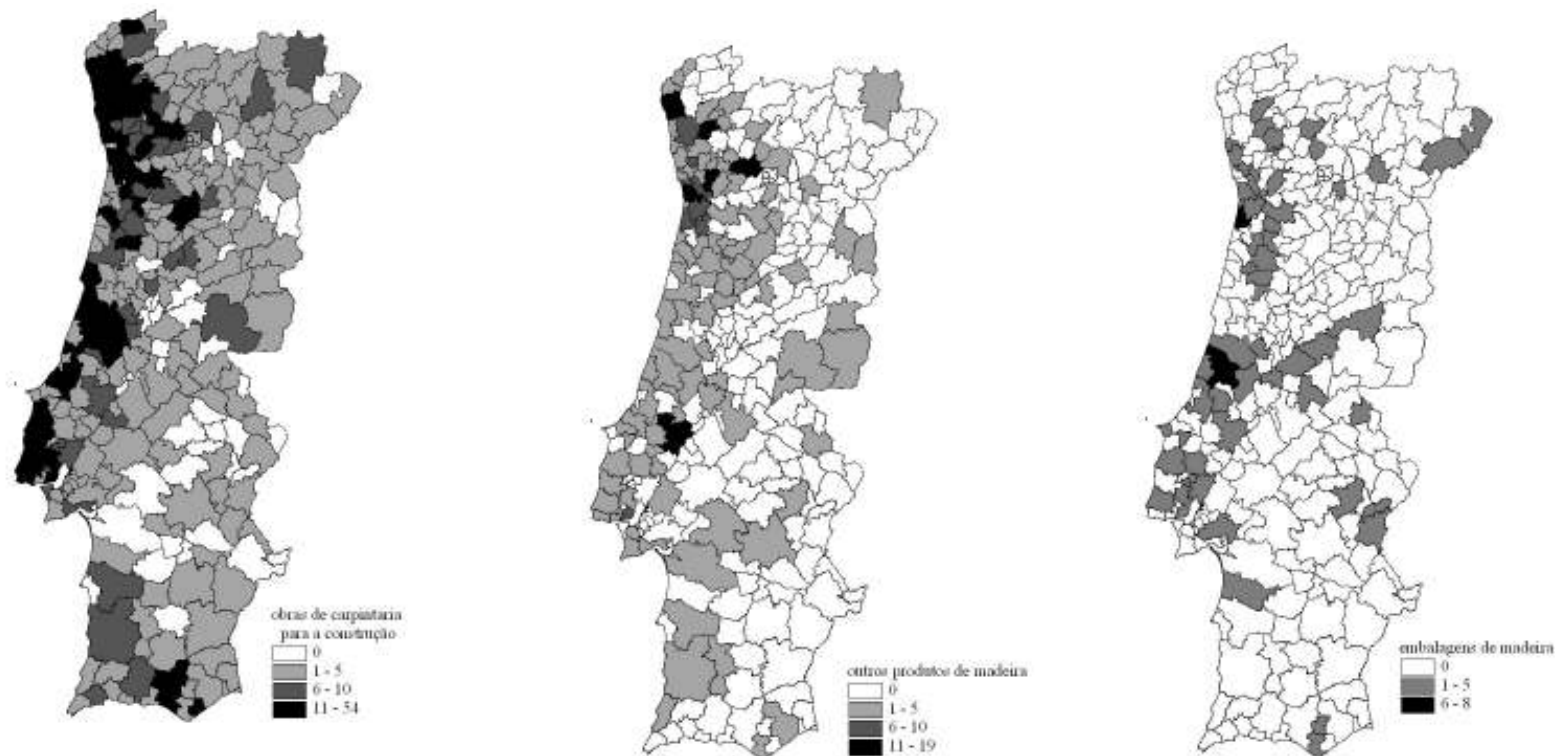 obras de carpintaria
para a construção
0
1 - 5
6 - 10
11 - 54
outros produtos de madeira
0
1 - 5
6 - 10
11 - 19
embalagens de madeira
0
1 - 5
6 - 8